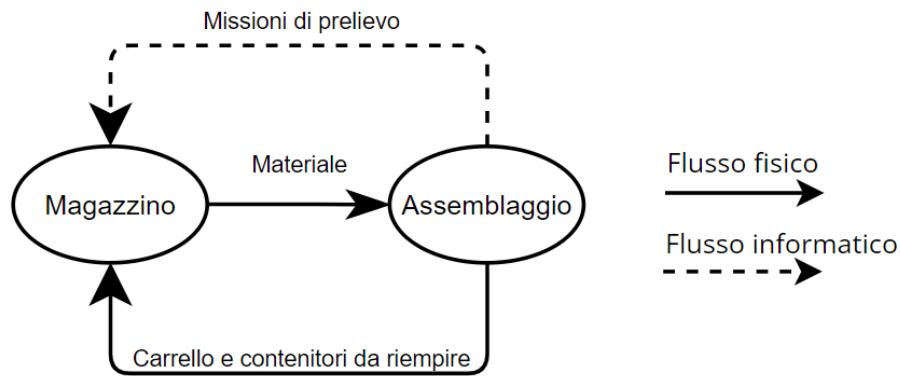 Missioni di prelievo
Materiale
Magazzino
Assemblaggio
Carrello e contenitori da riempire
Flusso fisico
Flusso informatico